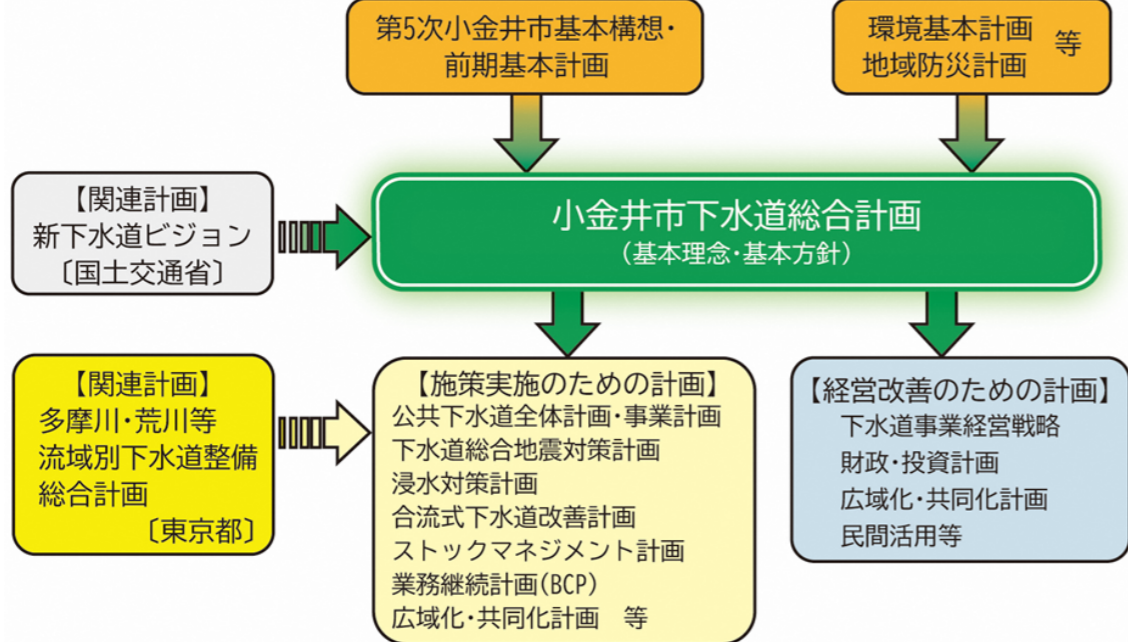 第5次小金井市基本構想・
前期基本計画
環境基本計画
地域防災計画
等
【関連計画】
新下水道ビジョン
〔国土交通省〕
小金井市下水道総合計画
(基本理念・基本方針)
【関連計画】
多摩川・荒川等
流域別下水道整備
総合計画
〔東京都〕
【施策実施のための計画】
公共下水道全体計画・事業計画
下水道総合地震対策計画
浸水対策計画
合流式下水道改善計画
ストックマネジメント計画
業務継続計画(BCP)
広域化・共同化計画　等
【経営改善のための計画】
下水道事業経営戦略
財政・投資計画
広域化・共同化計画
民間活用等